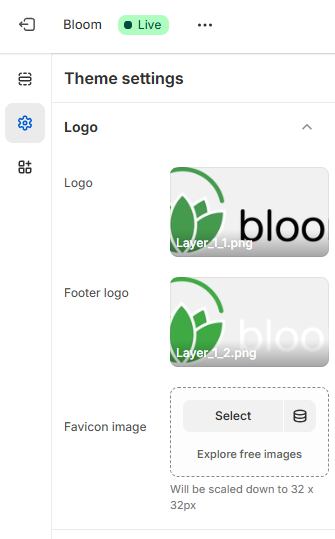 Bloom
Live
Theme settings
Logo
Logo
bloo
Layer_1_1.png
Footer logo
bloo
Layer_1_2.png
Favicon image
Select
Explore free images
Will be scaled down to 32 x
32px